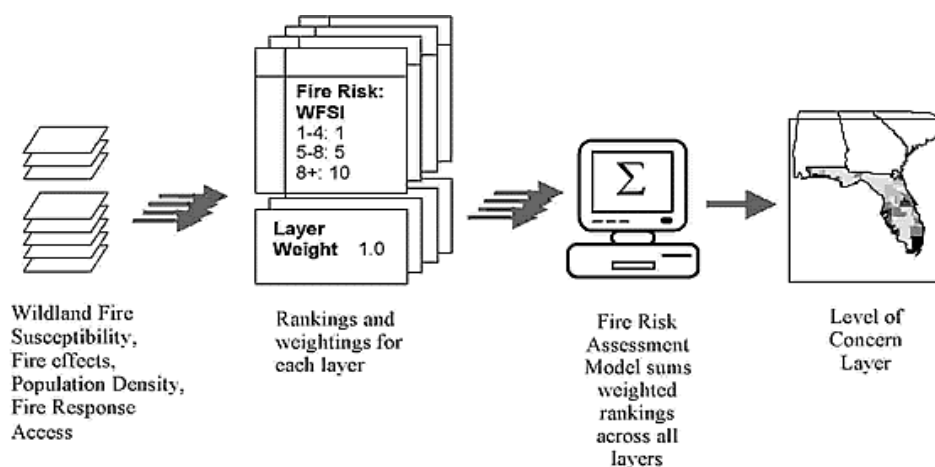 Fire Risk:
WFSI
1-4: 1
5-8: 5
8+: 10
Layer
Weight 1.0
Σ
Wildland Fire
Susceptibility,
Fire effects,
Population Density,
Fire Response
Access
Rankings and
weightings for
each layer
Fire Risk
Assessment
Model sums
weighted
rankings
across all
layers
Level of
Concern
Layer